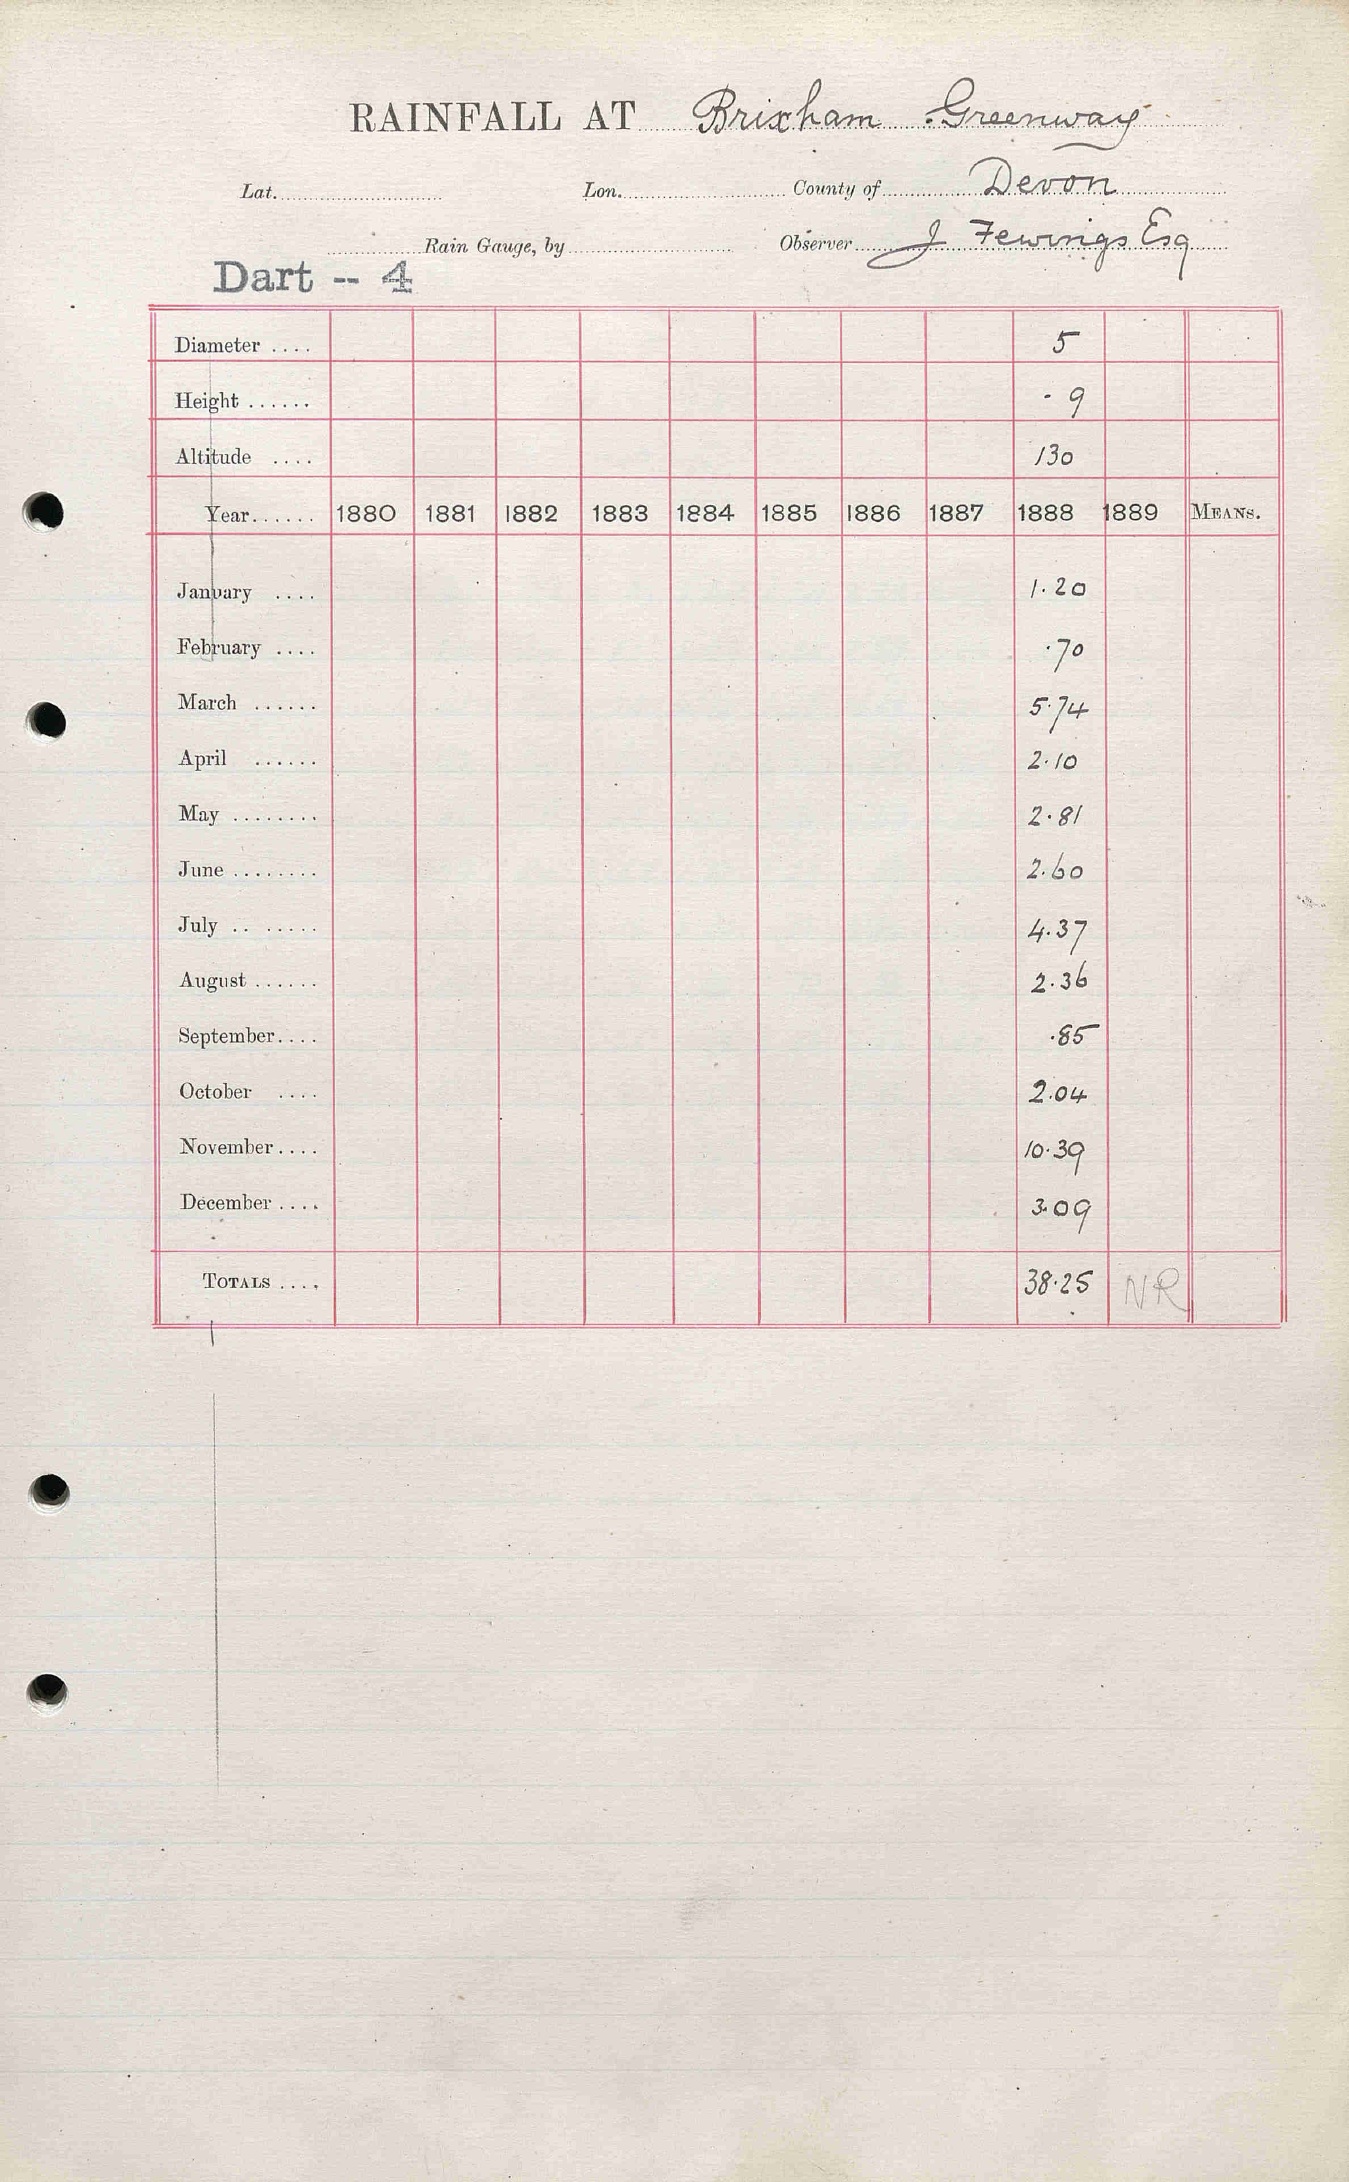 RAINFALL AT Brixham Greenway
Lat. Lon. County of Devon
Rain Gauge, by Observer J Fewings Esq
Dart -- 4
Diameter .... 5
Height ...... ·9
Altitude .... 130
Year...... 1880 1881 1882 1883 1884 1885 1886 1887 1888 1889 MEANS.
January .... 1.20
February .... .70
March ...... 5.74
April ...... 2.10
May ........ 2.81
June ........ 2.60
July .. ...... 4.37
August ...... 2.36
September.... .85
October .... 2.04
November.... 10.39
December .... 3.09
TOTALS .... 38.25 NR